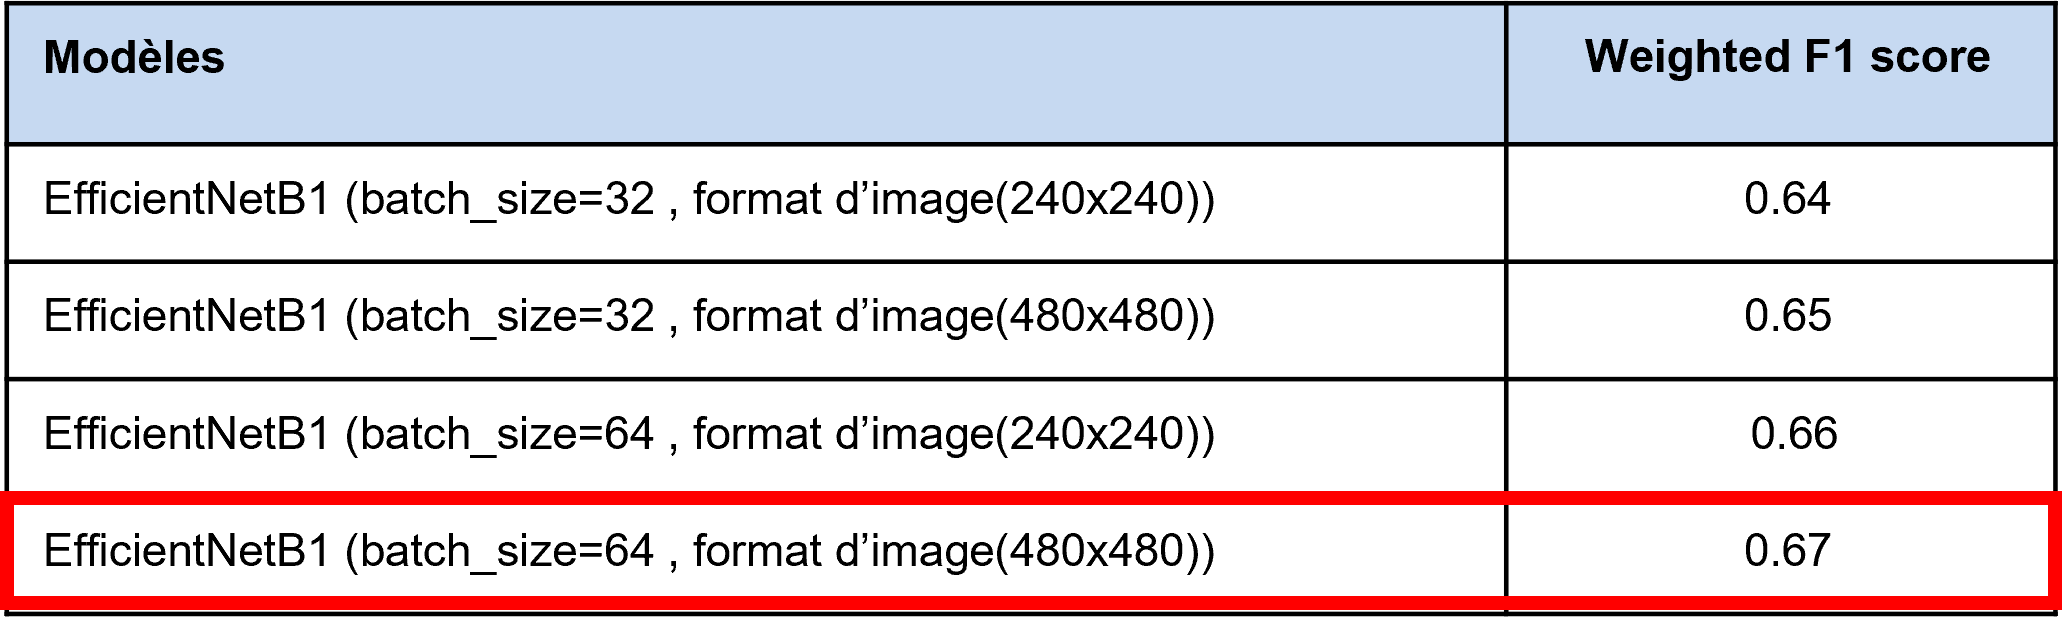 Modèles Weighted F1 score
EfficientNetB1 (batch_size=32 , format d’image(240x240)) 0.64
EfficientNetB1 (batch_size=32 , format d’image(480x480)) 0.65
EfficientNetB1 (batch_size=64 , format d’image(240x240)) 0.66
EfficientNetB1 (batch_size=64 , format d’image(480x480)) 0.67